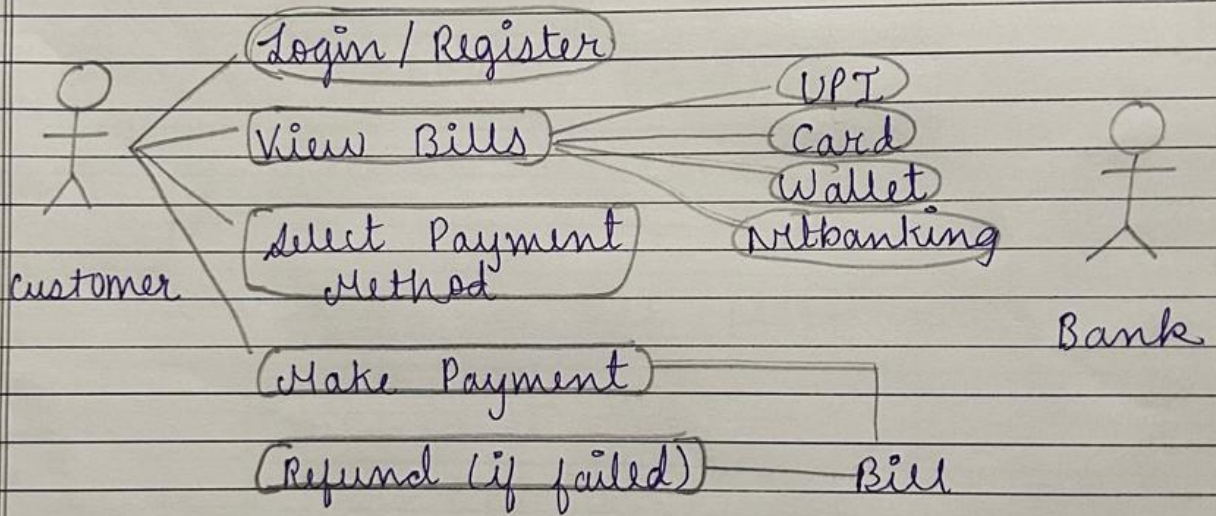 Login / Register
UPI
View Bills
Card
Wallet
Select Payment
Netbanking
Method
customer
Bank
Make Payment
Refund (if failed)
Bill